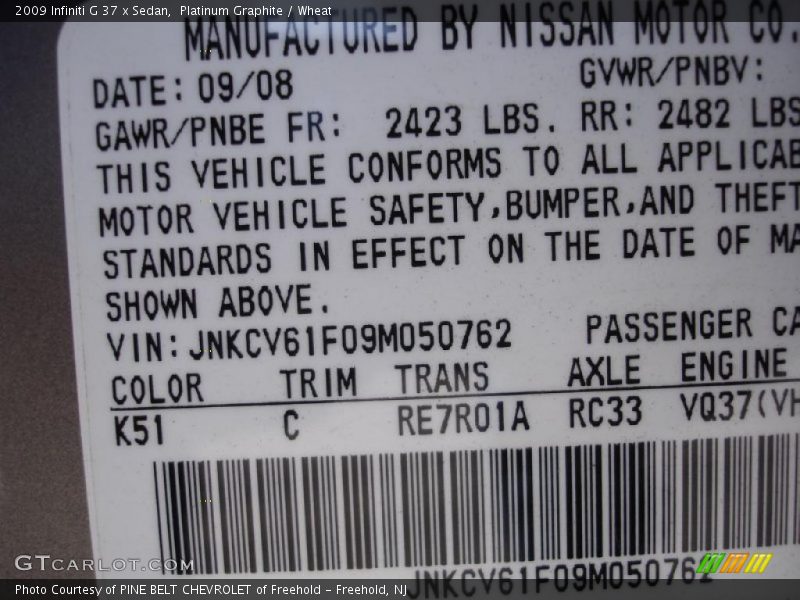 2009 Infiniti G 37 x Sedan,  Platinum Graphite / Wheat
MANUFACTURED BY NISSAN MOTOR CO.
DATE: 09/08 GVWR/PNBV:
GAWR/PNBE FR: 2423 LBS. RR: 2482 LBS
THIS VEHICLE CONFORMS TO ALL APPLICAB
MOTOR VEHICLE SAFETY,BUMPER,AND THEFT
STANDARDS IN EFFECT ON THE DATE OF MA
SHOWN ABOVE.
VIN: JNKCV61F09M050762 PASSENGER CA
COLOR TRIM TRANS AXLE ENGINE
K51 C RE7R01A RC33 VQ37(VH
JNKCV61F09M050762
GTCARLOT.COM
Photo Courtesy of PINE BELT CHEVROLET of Freehold - Freehold, NJ